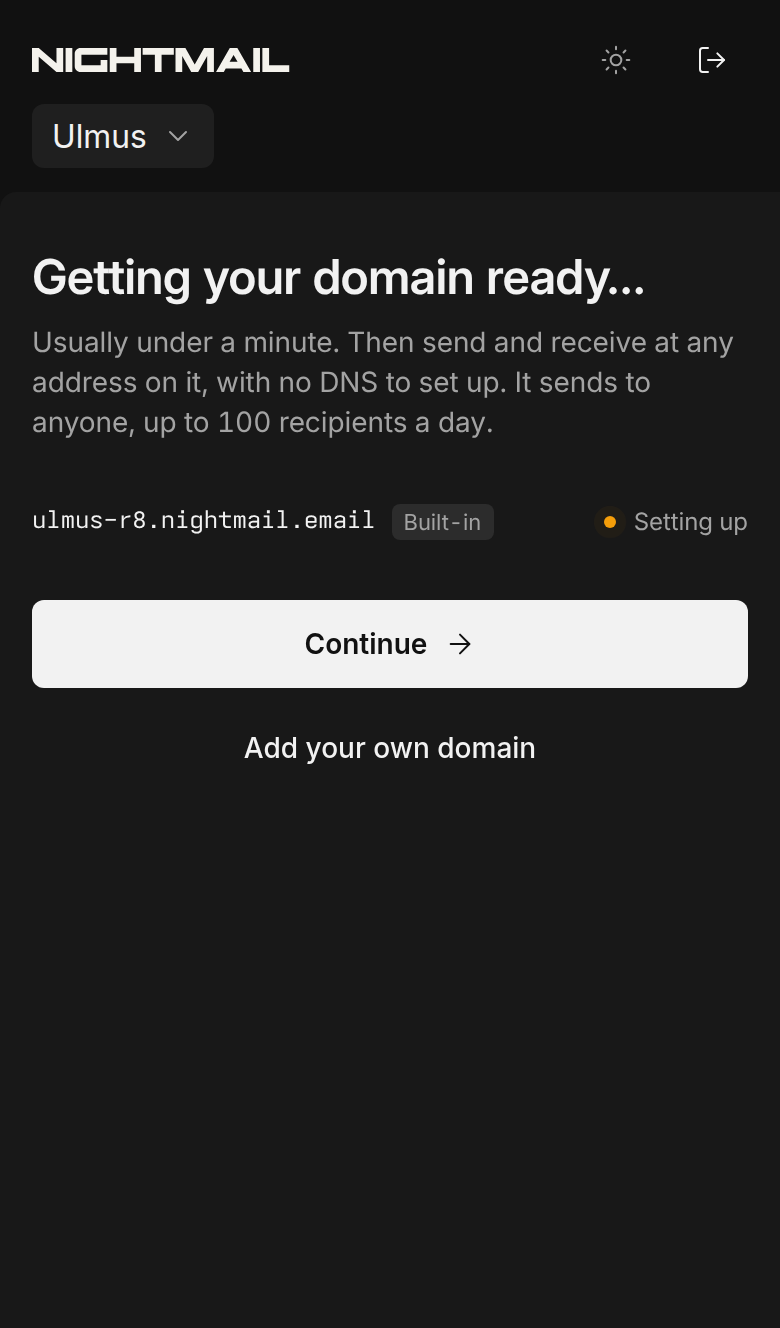 NIGHTMAIL
Ulmus
Getting your domain ready...
Usually under a minute. Then send and receive at any
address on it, with no DNS to set up. It sends to
anyone, up to 100 recipients a day.
ulmus-r8.nightmail.email Built-in Setting up
Continue
Add your own domain